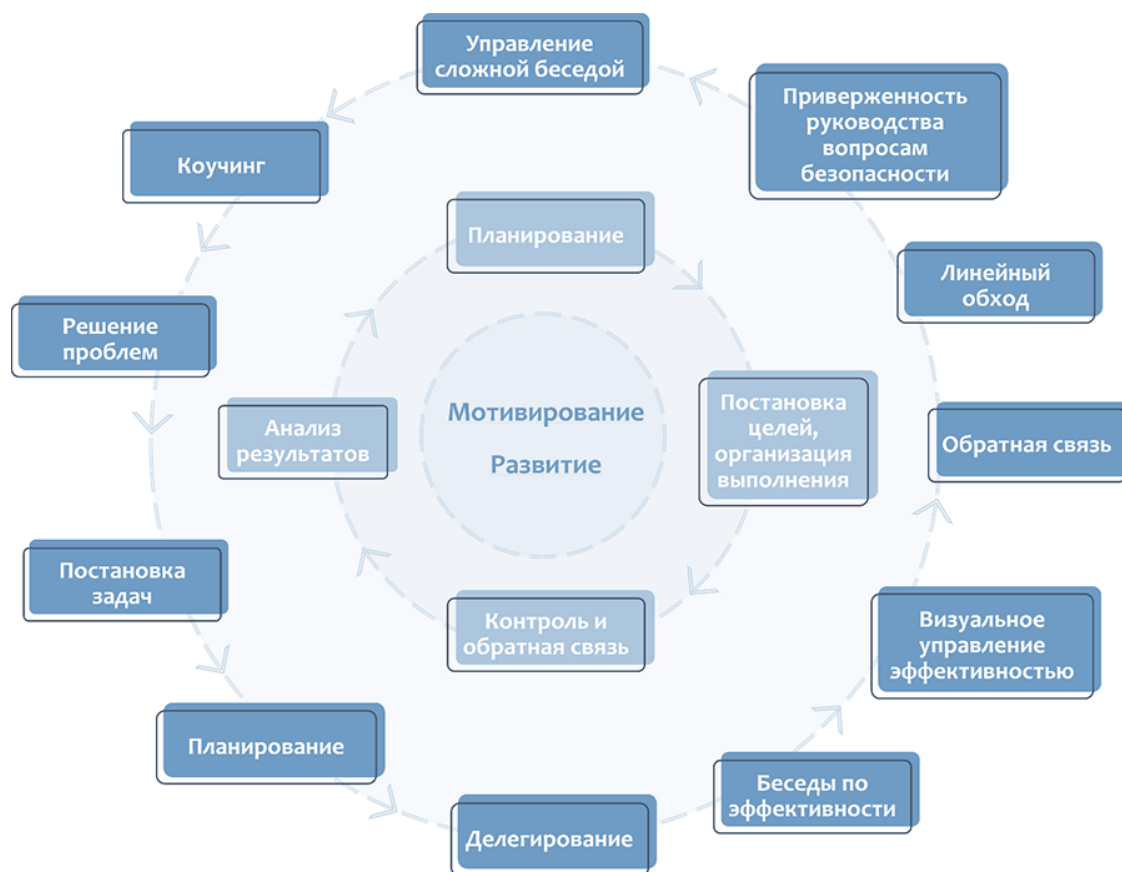 Управление
сложной беседой
Приверженность
руководства
вопросам
безопасности
Коучинг
Планирование
Линейный
обход
Решение
проблем
Мотивирование
Развитие
Анализ
результатов
Постановка
целей,
организация
выполнения
Обратная связь
Постановка
задач
Контроль и
обратная связь
Визуальное
управление
эффективностью
Планирование
Беседы по
эффективности
Делегирование